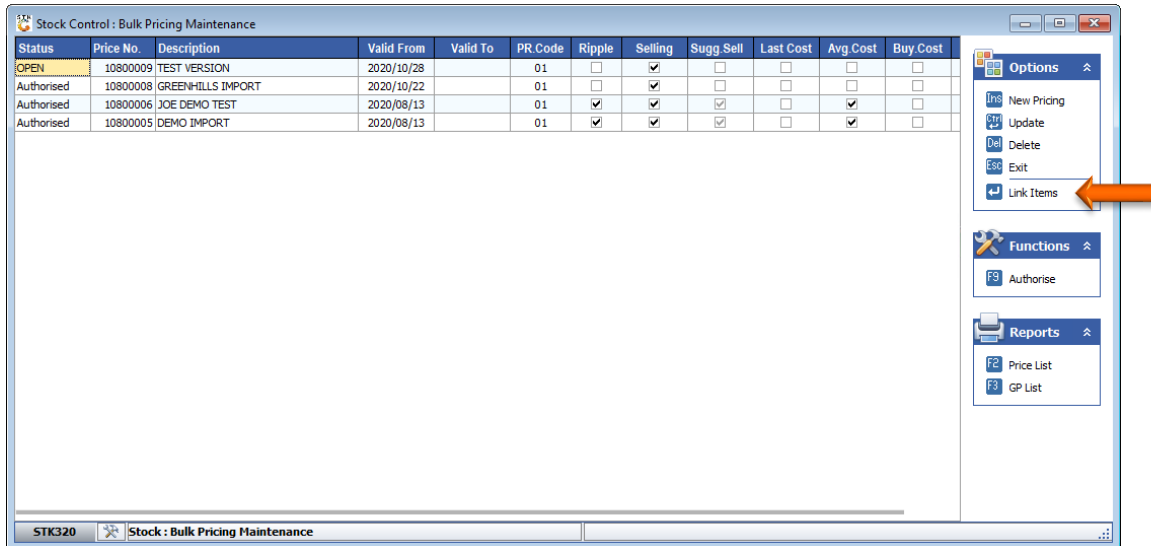 Stock Control : Bulk Pricing Maintenance
Status Price No. Description Valid From Valid To PR.Code Ripple Selling Sugg.Sell Last Cost Avg.Cost Buy.Cost
OPEN 10800009 TEST VERSION 2020/10/28 01
Authorised 10800008 GREENHILLS IMPORT 2020/10/22 01
Authorised 10800006 JOE DEMO TEST 2020/08/13 01
Authorised 10800005 DEMO IMPORT 2020/08/13 01
Options
Ins New Pricing
Ctrl Update
Del Delete
Esc Exit
Link Items
Functions
F9 Authorise
Reports
F2 Price List
F3 GP List
STK320 Stock : Bulk Pricing Maintenance